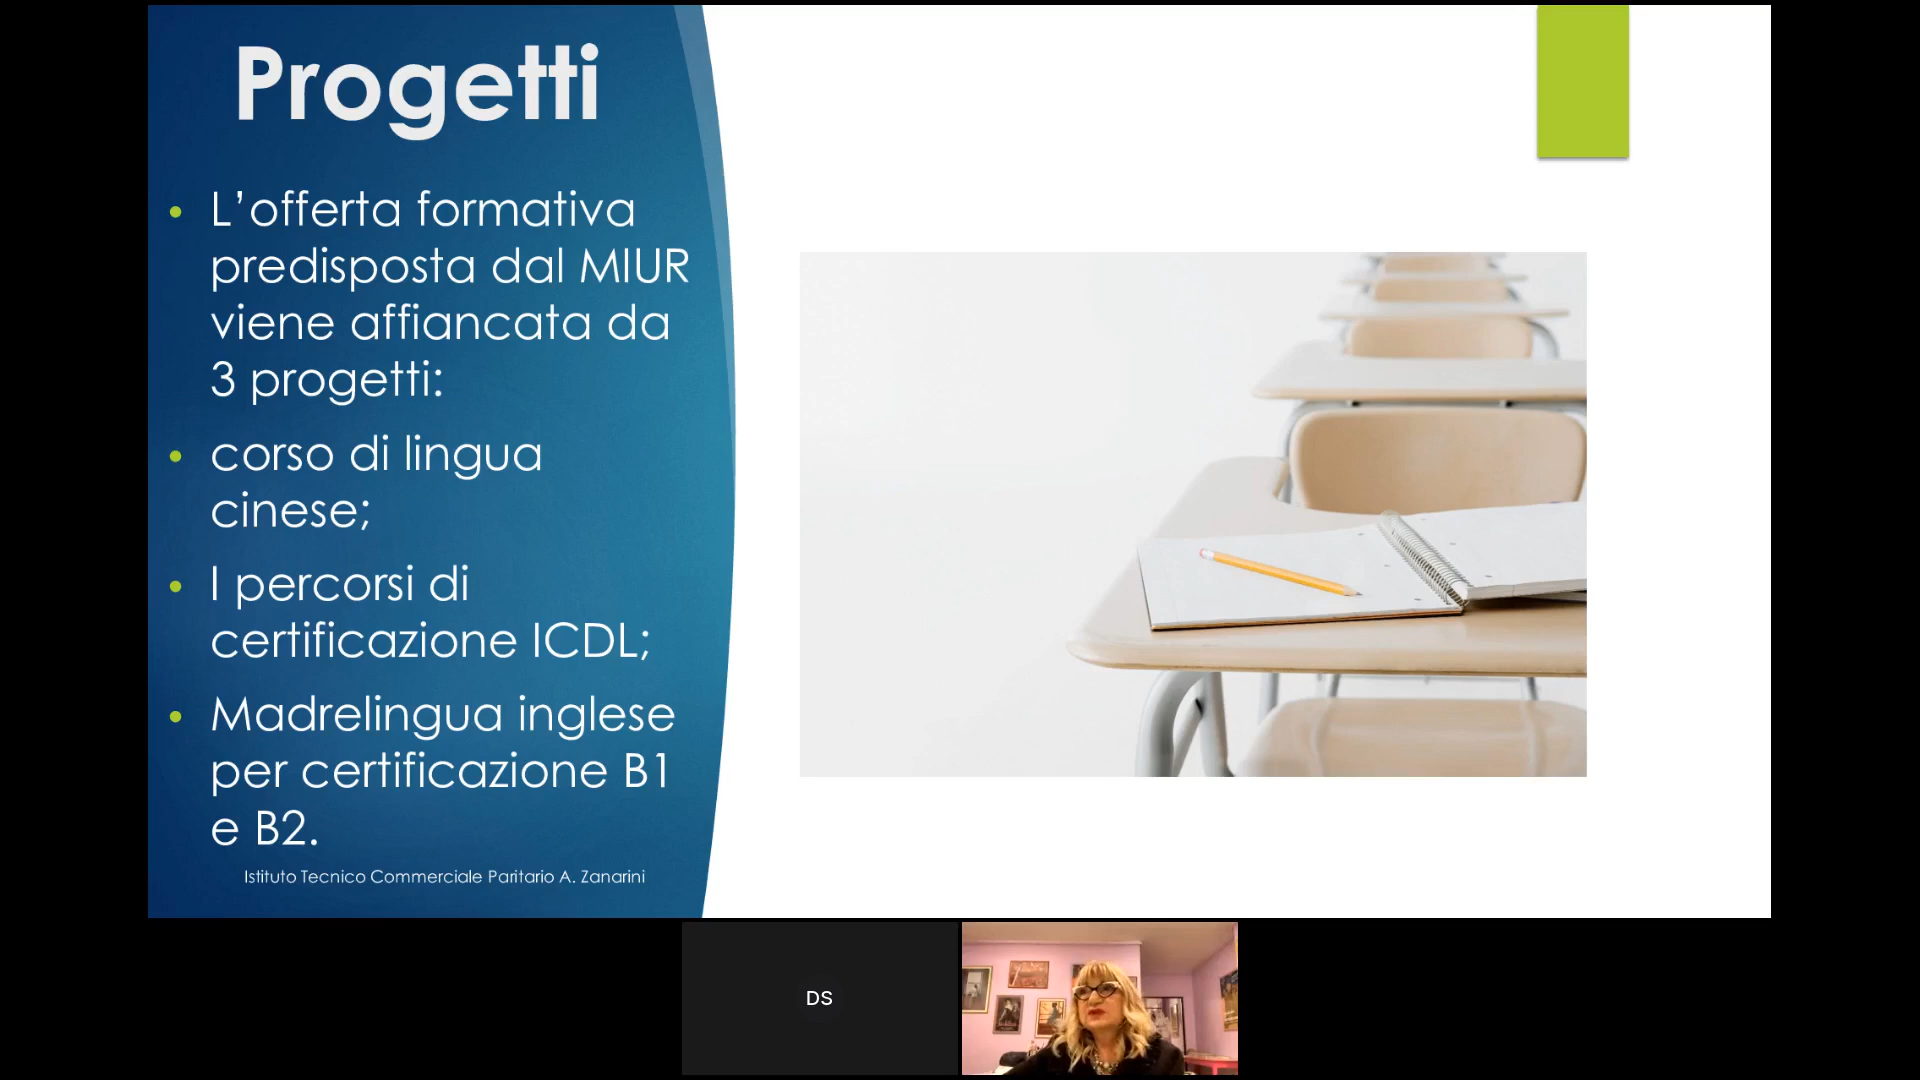 Progetti
L'offerta formativa
predisposta dal MIUR
viene affiancata da
3 progetti:
corso di lingua
cinese;
I percorsi di
certificazione ICDL;
Madrelingua inglese
per certificazione B1
e B2.
Istituto Tecnico Commerciale Paritario A. Zanarini
DS